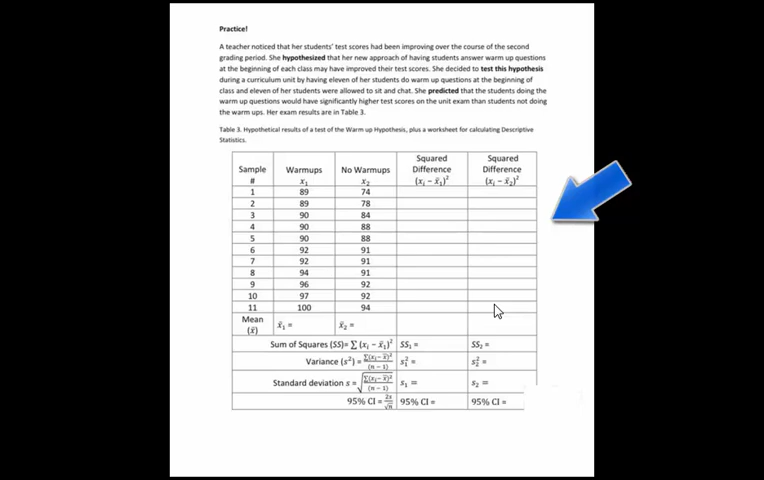 Practice!
A teacher noticed that her students' test scores had been improving over the course of the second
grading period. She hypothesized that her new approach of having students answer warm up questions
at the beginning of each class may have improved their test scores. She decided to test this hypothesis
during a curriculum unit by having eleven of her students do warm up questions at the beginning of
class and eleven of her students were allowed to sit and chat. She predicted that the students doing the
warm up questions would have significantly higher test scores on the unit exam than students not doing
the warm ups. Her exam results are in Table 3.
Table 3. Hypothetical results of a test of the Warm up Hypothesis, plus a worksheet for calculating Descriptive
Statistics.
Squared Squared
Sample Warmups No Warmups Difference Difference
# x₁ x₂ (xᵢ − x̄₁)² (xᵢ − x̄₂)²
1 89 74
2 89 78
3 90 84
4 90 88
5 90 88
6 92 91
7 92 91
8 94 91
9 96 92
10 97 92
11 100 94
Mean
(x̄) x̄₁ = x̄₂ =
Sum of Squares (SS)= ∑ (xᵢ − x̄₁)² SS₁ = SS₂ =
Variance (s²) = ∑(xᵢ− x̄)² / (n − 1) s₁² = s₂² =
Standard deviation s = √(∑(xᵢ− x̄)² / (n − 1)) s₁ = s₂ =
95% CI = 2s/√n 95% CI = 95% CI =